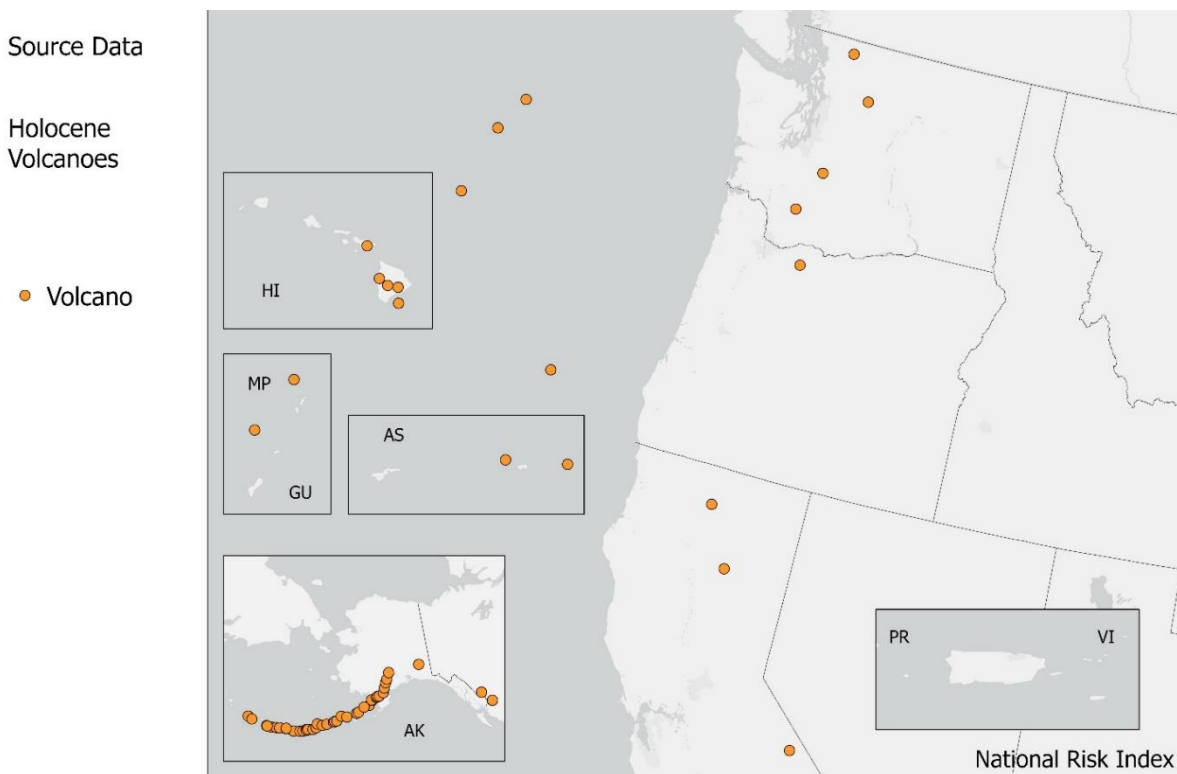 Source Data
Holocene
Volcanoes
Volcano
HI
MP
GU
AS
AK
PR
VI
National Risk Index